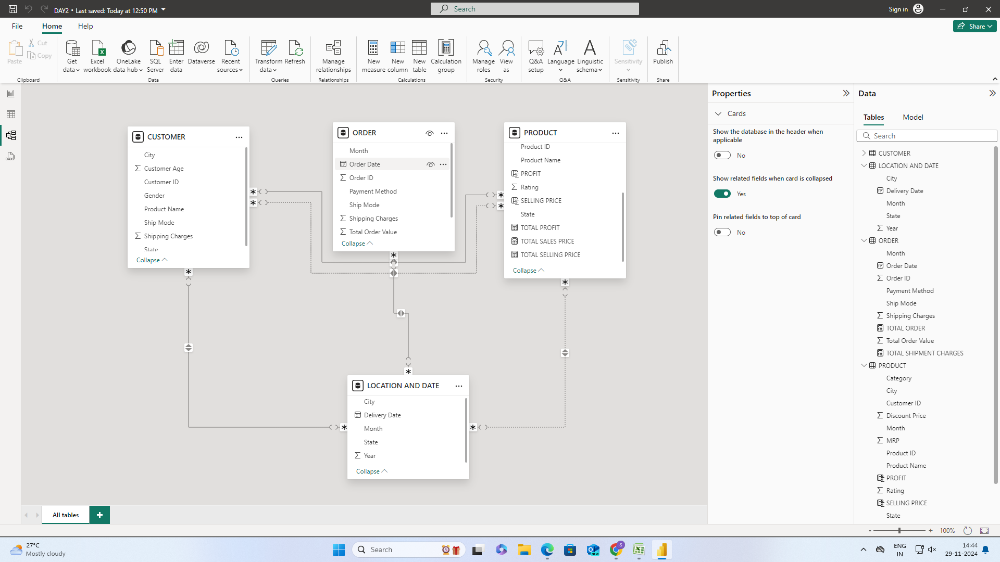 DAY2 • Last saved: Today at 12:50 PM
Search
Sign in
File
Home
Help
Share
Paste
Cut
Copy
Clipboard
Get data
Excel workbook
OneLake data hub
SQL Server
Enter data
Dataverse
Recent sources
Data
Transform data
Refresh
Queries
Manage relationships
Relationships
New measure
New column
New table
Calculation group
Calculations
Manage roles
View as
Security
Q&A setup
Language
Linguistic schema
Q&A
Sensitivity
Sensitivity
Publish
Share
CUSTOMER
City
Customer Age
Customer ID
Gender
Product Name
Ship Mode
Shipping Charges
State
Collapse
ORDER
Month
Order Date
Order ID
Payment Method
Ship Mode
Shipping Charges
Total Order Value
Collapse
PRODUCT
Product ID
Product Name
PROFIT
Rating
SELLING PRICE
State
TOTAL PROFIT
TOTAL SALES PRICE
TOTAL SELLING PRICE
Collapse
LOCATION AND DATE
City
Delivery Date
Month
State
Year
Collapse
All tables
Properties
Cards
Show the database in the header when
applicable
No
Show related fields when card is collapsed
Yes
Pin related fields to top of card
No
Data
Tables
Model
Search
CUSTOMER
LOCATION AND DATE
City
Delivery Date
Month
State
Year
ORDER
Month
Order Date
Order ID
Payment Method
Ship Mode
Shipping Charges
TOTAL ORDER
Total Order Value
TOTAL SHIPMENT CHARGES
PRODUCT
Category
City
Customer ID
Discount Price
Month
MRP
Product ID
Product Name
PROFIT
Rating
SELLING PRICE
State
- + 100%
27°C
Mostly cloudy
Search
ENG
IN
14:44
29-11-2024